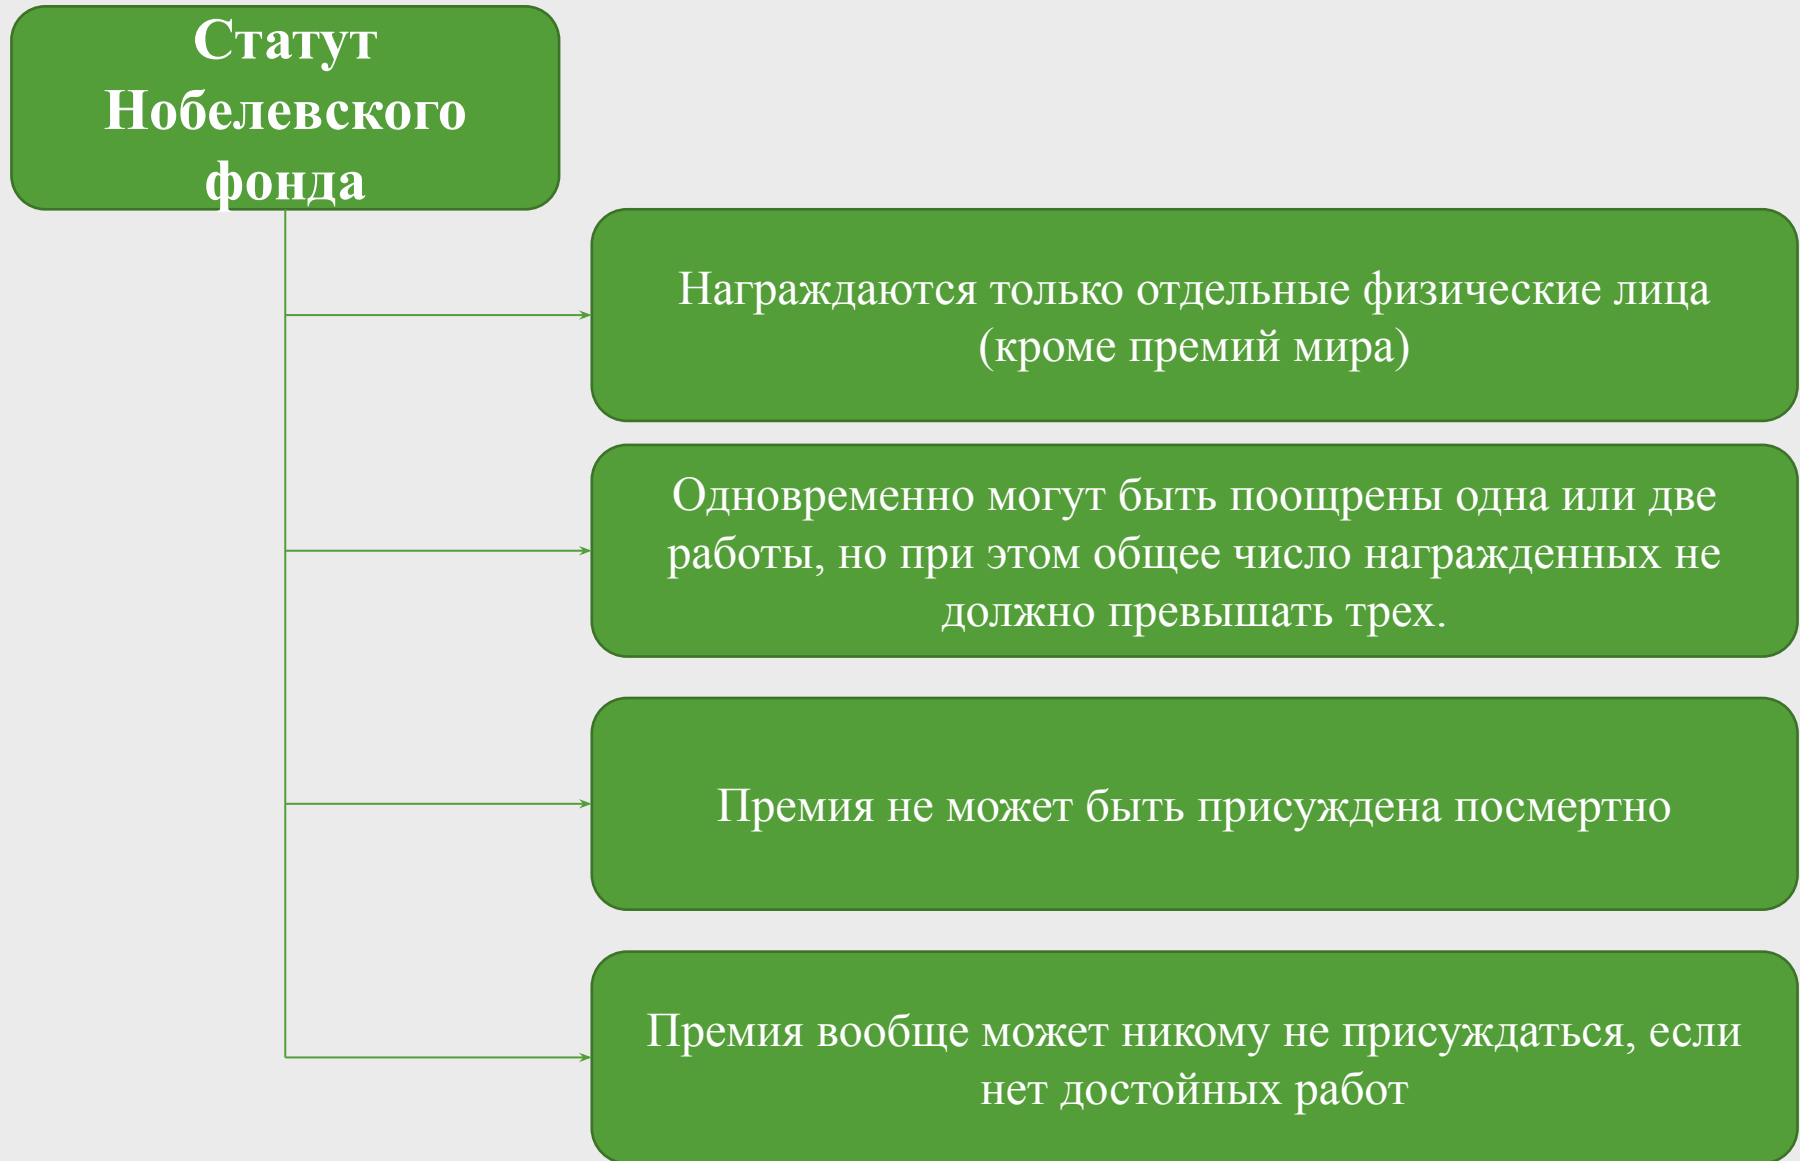 Статут
Нобелевского
фонда
Награждаются только отдельные физические лица
(кроме премий мира)
Одновременно могут быть поощрены одна или две
работы, но при этом общее число награжденных не
должно превышать трех.
Премия не может быть присуждена посмертно
Премия вообще может никому не присуждаться, если
нет достойных работ